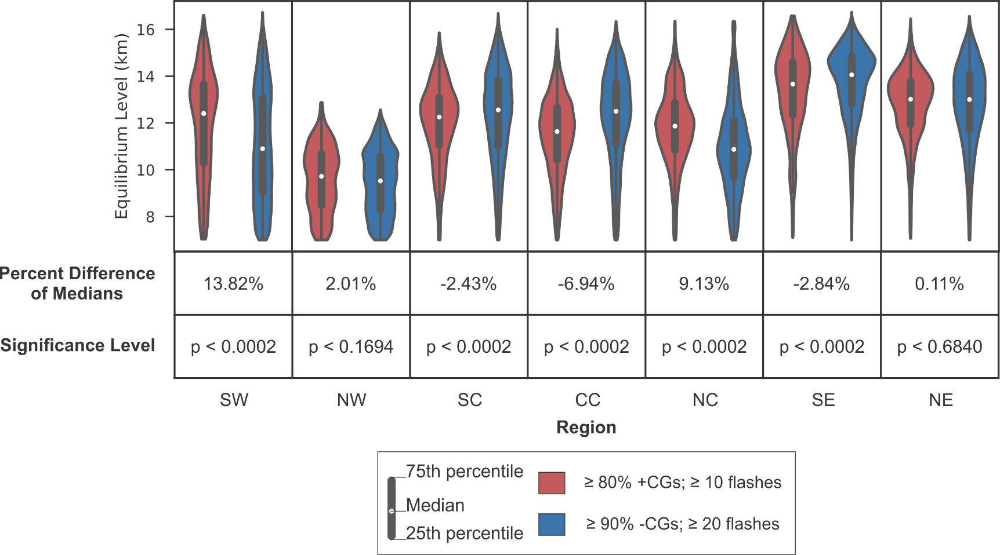 Equilibrium Level (km)
16
14
12
10
8
Percent Difference
of Medians
13.82%
2.01%
-2.43%
-6.94%
9.13%
-2.84%
0.11%
Significance Level
p < 0.0002
p < 0.1694
p < 0.0002
p < 0.0002
p < 0.0002
p < 0.0002
p < 0.6840
SW
NW
SC
CC
NC
SE
NE
Region
75th percentile
Median
25th percentile
≥ 80% +CGs; ≥ 10 flashes
≥ 90% -CGs; ≥ 20 flashes